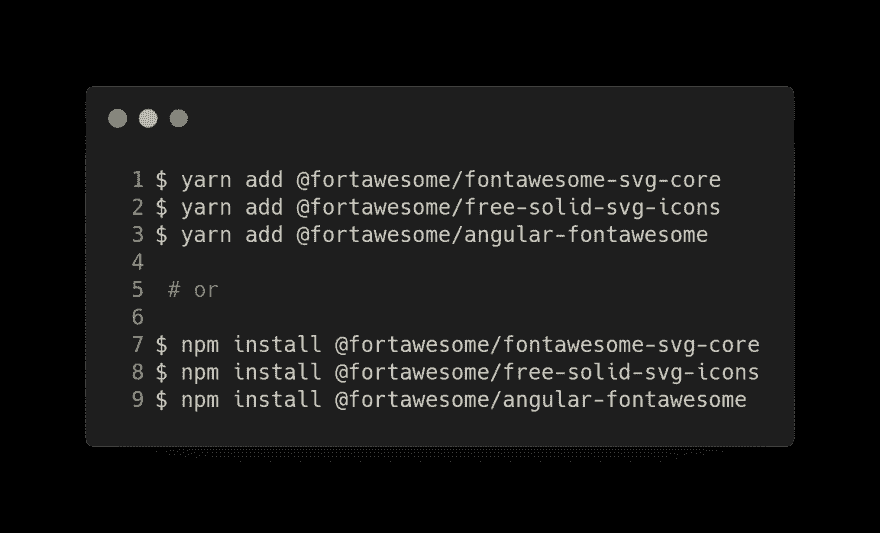 1 $ yarn add @fortawesome/fontawesome-svg-core
2 $ yarn add @fortawesome/free-solid-svg-icons
3 $ yarn add @fortawesome/angular-fontawesome
4
5 # or
6
7 $ npm install @fortawesome/fontawesome-svg-core
8 $ npm install @fortawesome/free-solid-svg-icons
9 $ npm install @fortawesome/angular-fontawesome